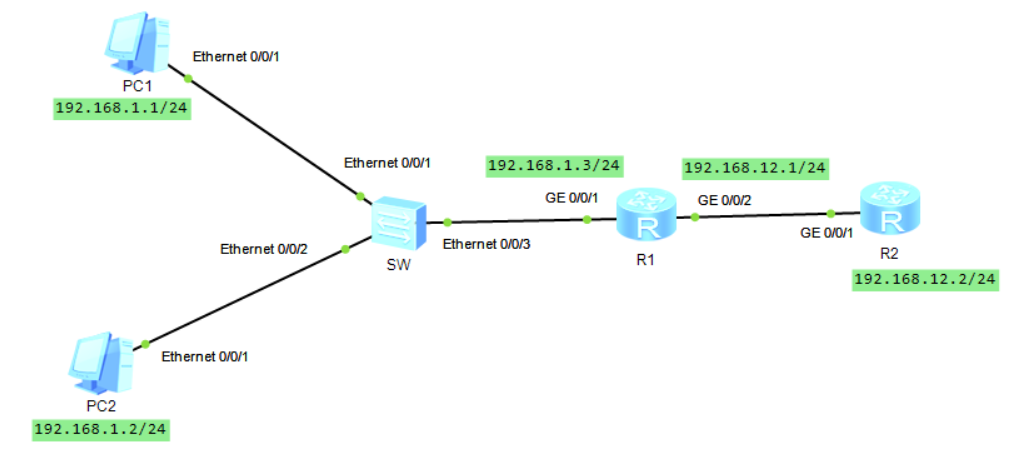 Ethernet 0/0/1
PC1
192.168.1.1/24
Ethernet 0/0/1
192.168.1.3/24
192.168.12.1/24
GE 0/0/1
GE 0/0/2
R
R
Ethernet 0/0/2
SW
Ethernet 0/0/3
R1
GE 0/0/1
R2
192.168.12.2/24
Ethernet 0/0/1
PC2
192.168.1.2/24